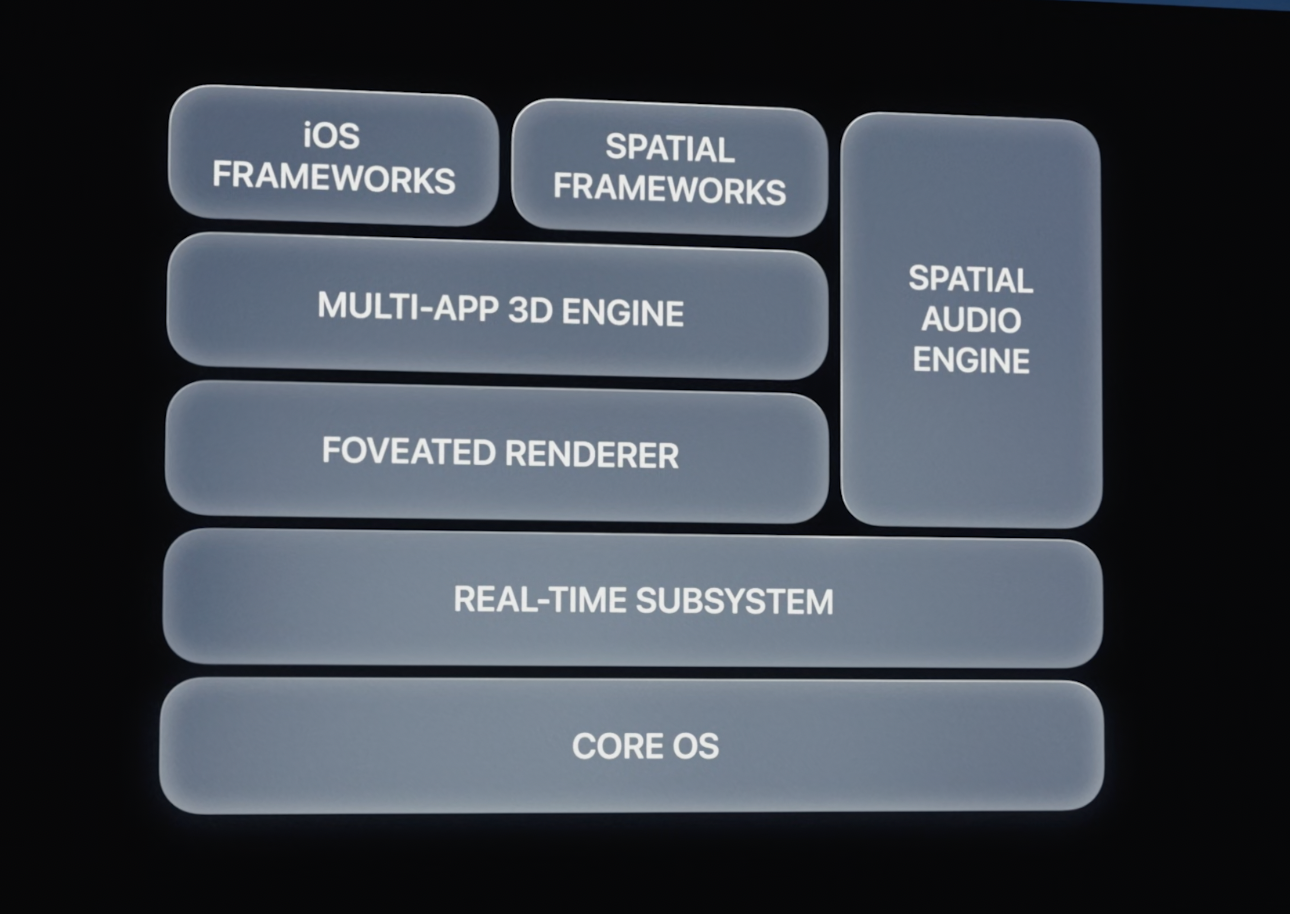 iOS
FRAMEWORKS
SPATIAL
FRAMEWORKS
SPATIAL
AUDIO
ENGINE
MULTI-APP 3D ENGINE
FOVEATED RENDERER
REAL-TIME SUBSYSTEM
CORE OS